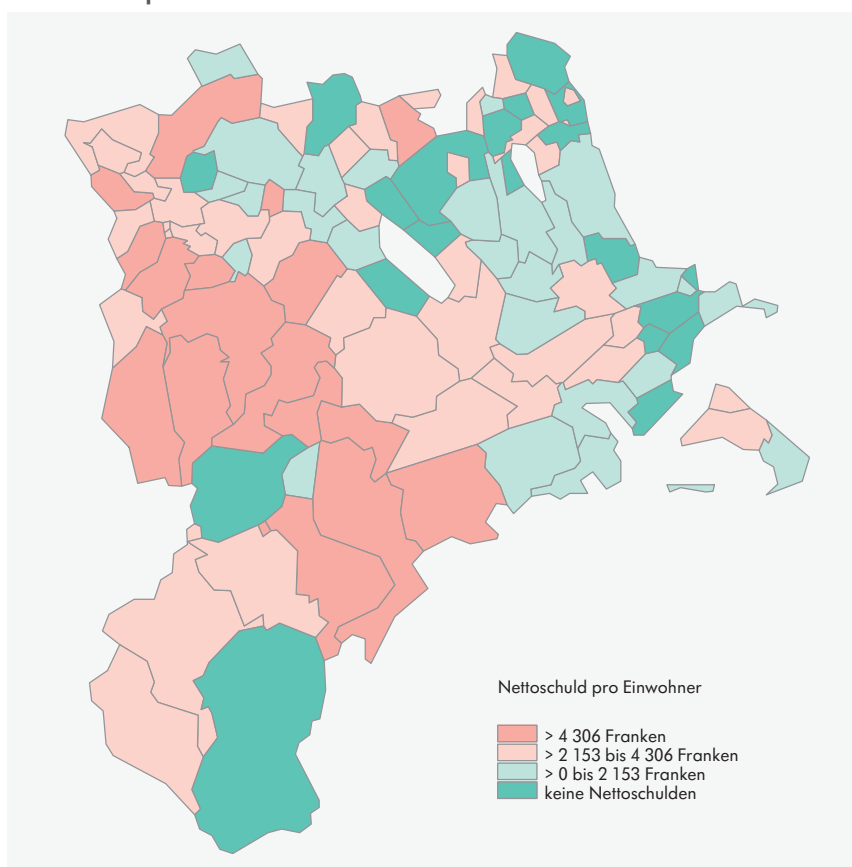 Nettoschuld pro Einwohner
> 4 306 Franken
> 2 153 bis 4 306 Franken
> 0 bis 2 153 Franken
keine Nettoschulden